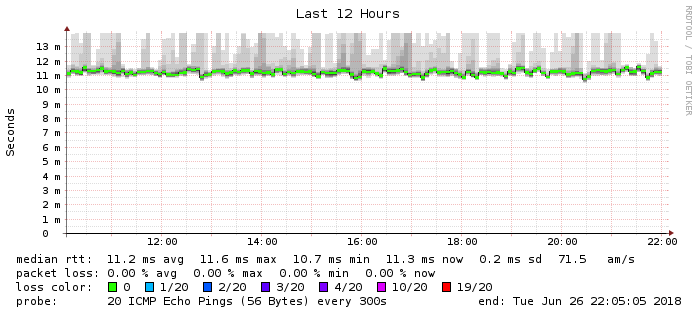 Last 12 Hours
RRDTOOL / TOBI OETIKER
Seconds
13 m
12 m
11 m
10 m
9 m
8 m
7 m
6 m
5 m
4 m
3 m
2 m
1 m
0
12:00 14:00 16:00 18:00 20:00 22:00
median rtt: 11.2 ms avg 11.6 ms max 10.7 ms min 11.3 ms now 0.2 ms sd 71.5 am/s
packet loss: 0.00 % avg 0.00 % max 0.00 % min 0.00 % now
loss color: 0 1/20 2/20 3/20 4/20 10/20 19/20
probe: 20 ICMP Echo Pings (56 Bytes) every 300s end: Tue Jun 26 22:05:05 2018